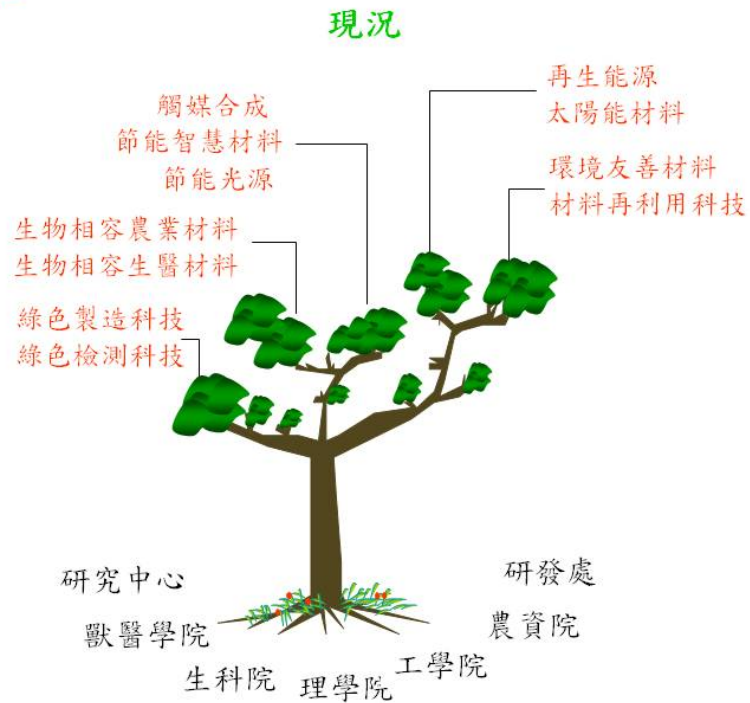 現況
觸媒合成
節能智慧材料
節能光源
再生能源
太陽能材料
環境友善材料
材料再利用科技
生物相容農業材料
生物相容生醫材料
綠色製造科技
綠色檢測科技
研究中心
獸醫學院
生科院
理學院
工學院
農資院
研發處